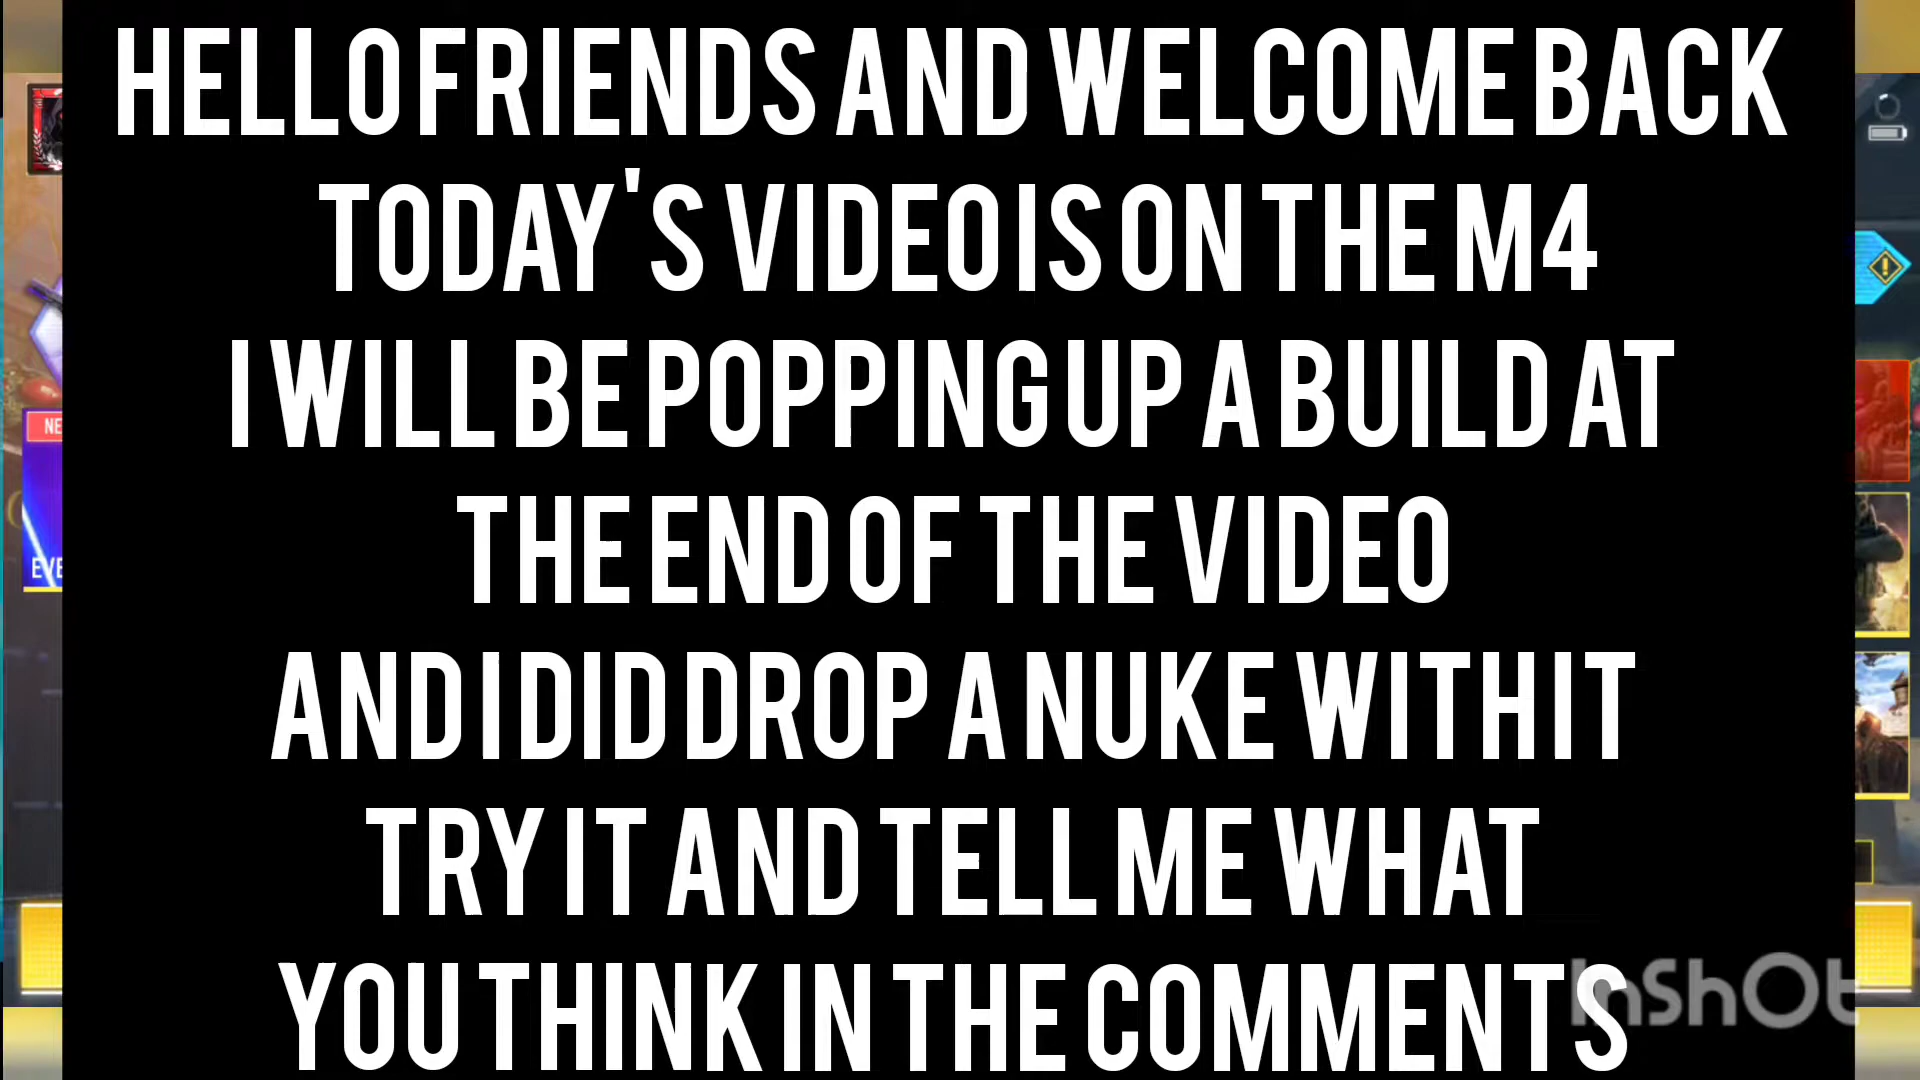 HELLO FRIENDS AND WELCOME BACK
TODAY'S VIDEO IS ON THE M4
I WILL BE POPPING UP A BUILD AT
THE END OF THE VIDEO
AND I DID DROP A NUKE WITH IT
TRY IT AND TELL ME WHAT
YOU THINK IN THE COMMENTS
InShOt